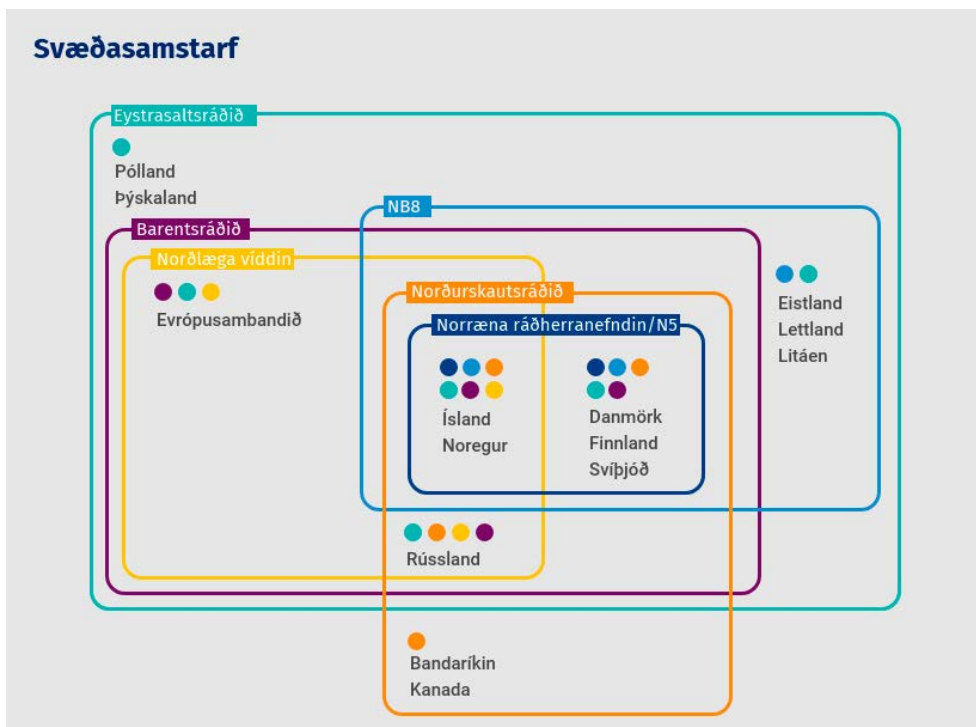 Svæðasamstarf
Eystrasaltsráðið
Pólland
Þýskaland
NB8
Barentsráðið
Norðlæga víddin
Evrópusambandið
Norðurskautsráðið
Norræna ráðherranefndin/N5
Ísland
Noregur
Danmörk
Finnland
Svíþjóð
Eistland
Lettland
Litáen
Rússland
Bandaríkin
Kanada